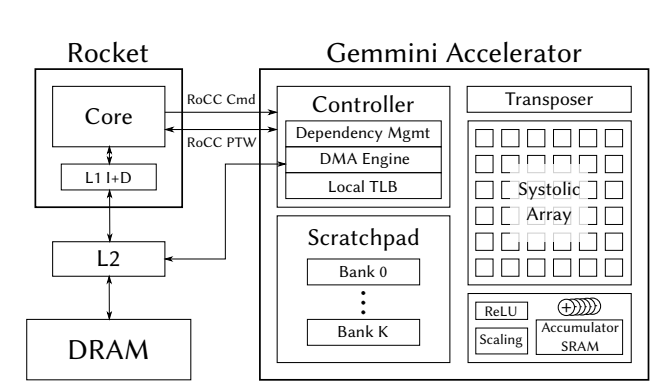 Rocket
Gemmini Accelerator
Core
RoCC Cmd
RoCC PTW
L1 I+D
L2
DRAM
Controller
Dependency Mgmt
DMA Engine
Local TLB
Scratchpad
Bank 0
Bank K
Transposer
Systolic
Array
ReLU
+
Scaling
Accumulator
SRAM